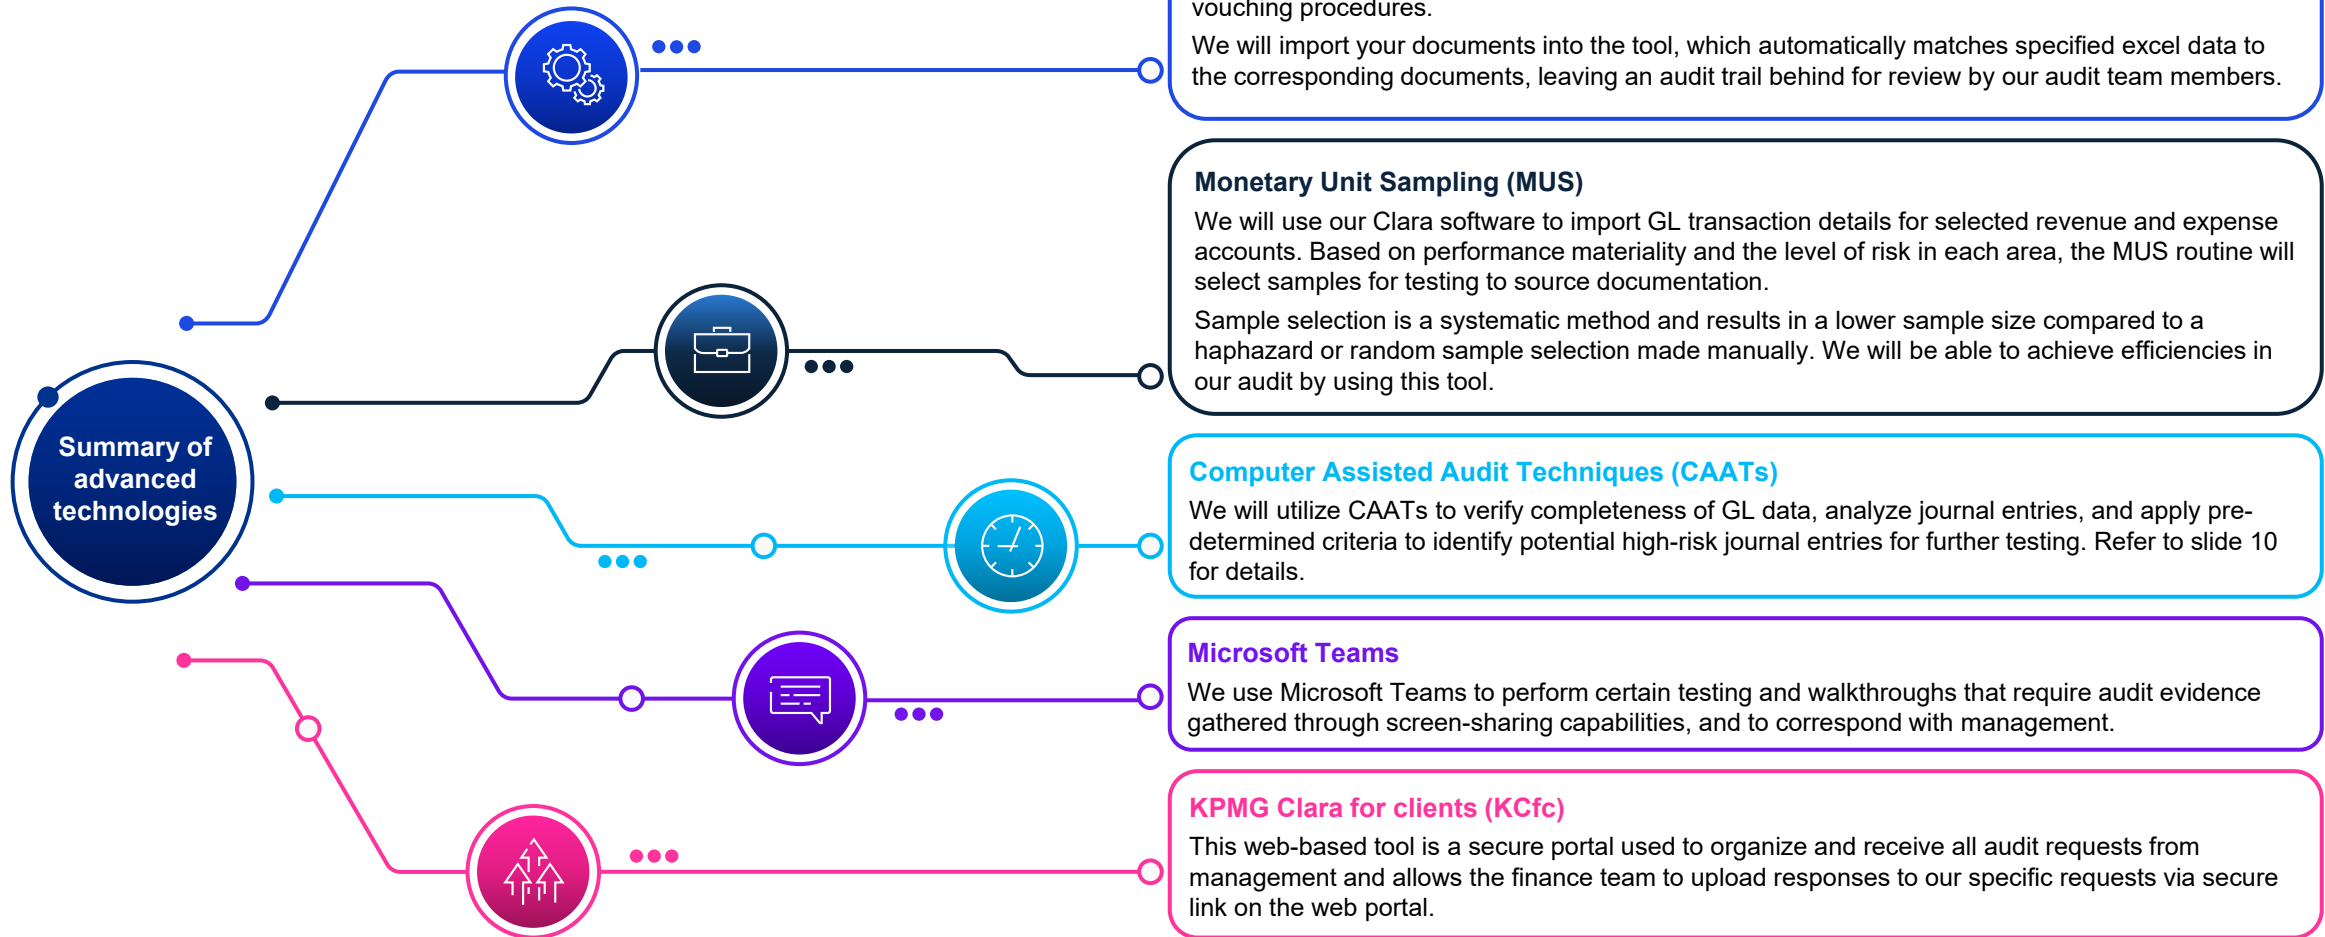 vouching procedures.
We will import your documents into the tool, which automatically matches specified excel data to
the corresponding documents, leaving an audit trail behind for review by our audit team members.
Monetary Unit Sampling (MUS)
We will use our Clara software to import GL transaction details for selected revenue and expense
accounts. Based on performance materiality and the level of risk in each area, the MUS routine will
select samples for testing to source documentation.
Sample selection is a systematic method and results in a lower sample size compared to a
haphazard or random sample selection made manually. We will be able to achieve efficiencies in
our audit by using this tool.
Summary of
advanced
technologies
Computer Assisted Audit Techniques (CAATs)
We will utilize CAATs to verify completeness of GL data, analyze journal entries, and apply pre-
determined criteria to identify potential high-risk journal entries for further testing. Refer to slide 10
for details.
Microsoft Teams
We use Microsoft Teams to perform certain testing and walkthroughs that require audit evidence
gathered through screen-sharing capabilities, and to correspond with management.
KPMG Clara for clients (KCfc)
This web-based tool is a secure portal used to organize and receive all audit requests from
management and allows the finance team to upload responses to our specific requests via secure
link on the web portal.